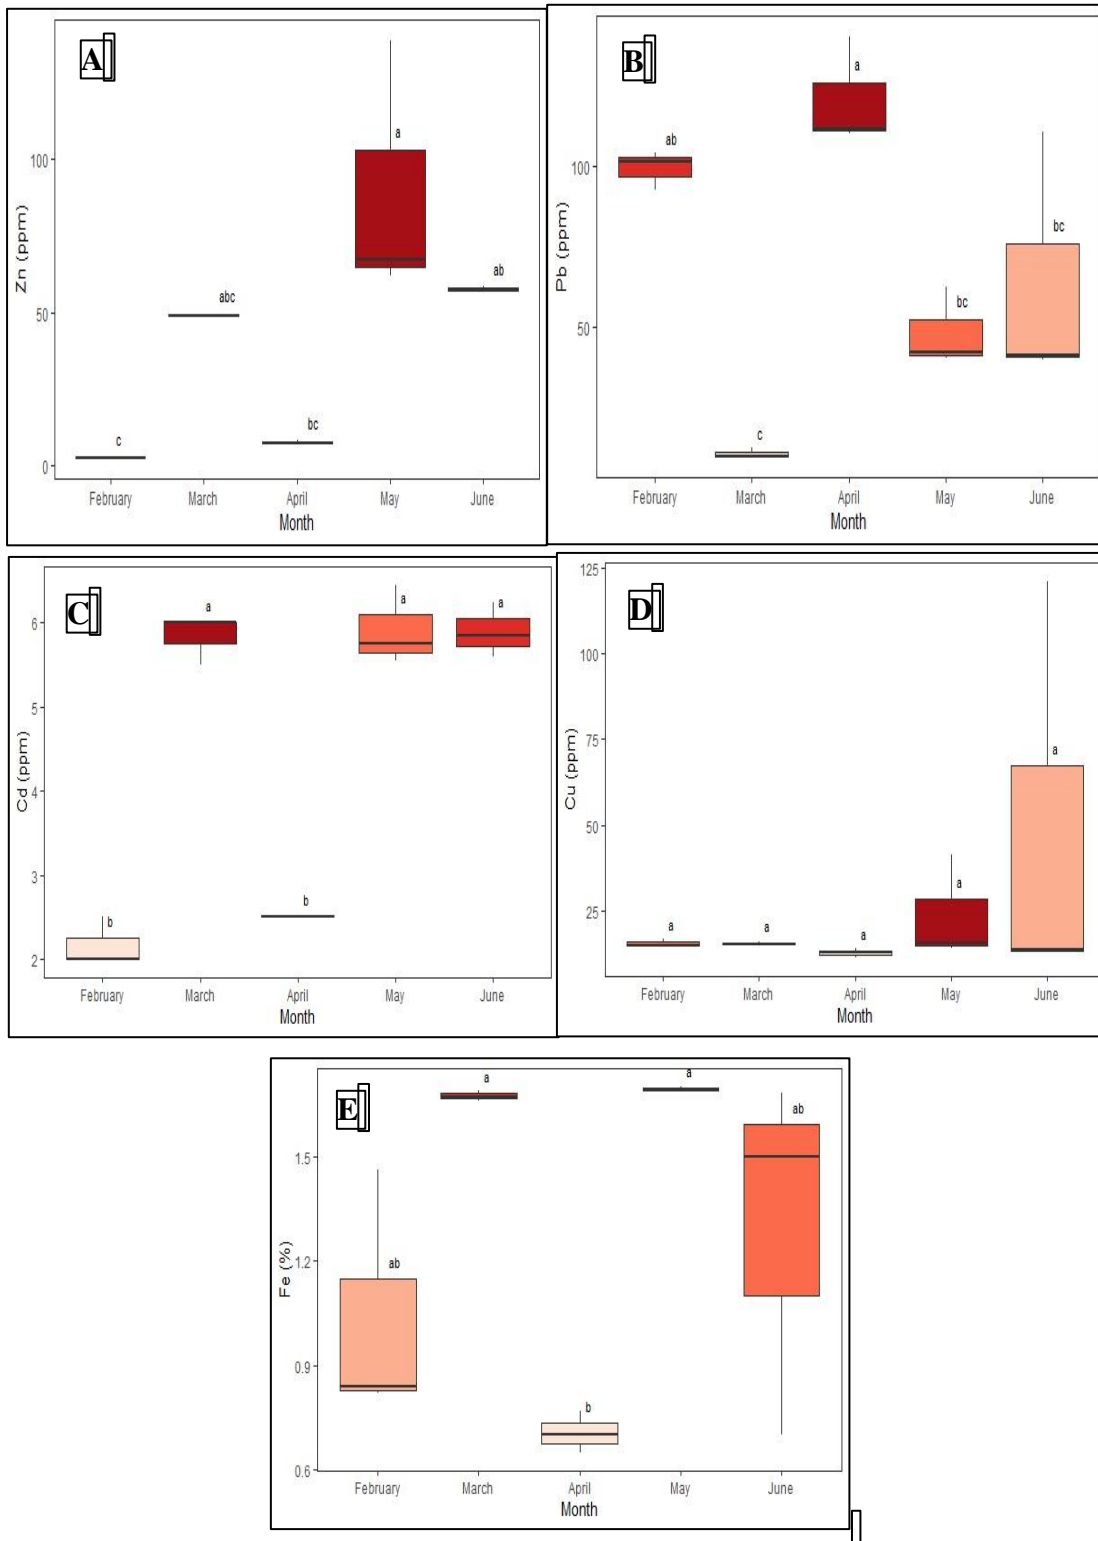 A
Zn (ppm)
100
50
0
a
abc
ab
bc
c
February March April May June
Month
B
Pb (ppm)
100
50
a
ab
bc
bc
c
February March April May June
Month
C
Cd (ppm)
6
5
4
3
2
a
a
a
b
b
February March April May June
Month
D
Cu (ppm)
125
100
75
50
25
a
a
a
a
a
February March April May June
Month
E
Fe (%)
1.5
1.2
0.9
0.6
a
a
ab
ab
b
February March April May June
Month